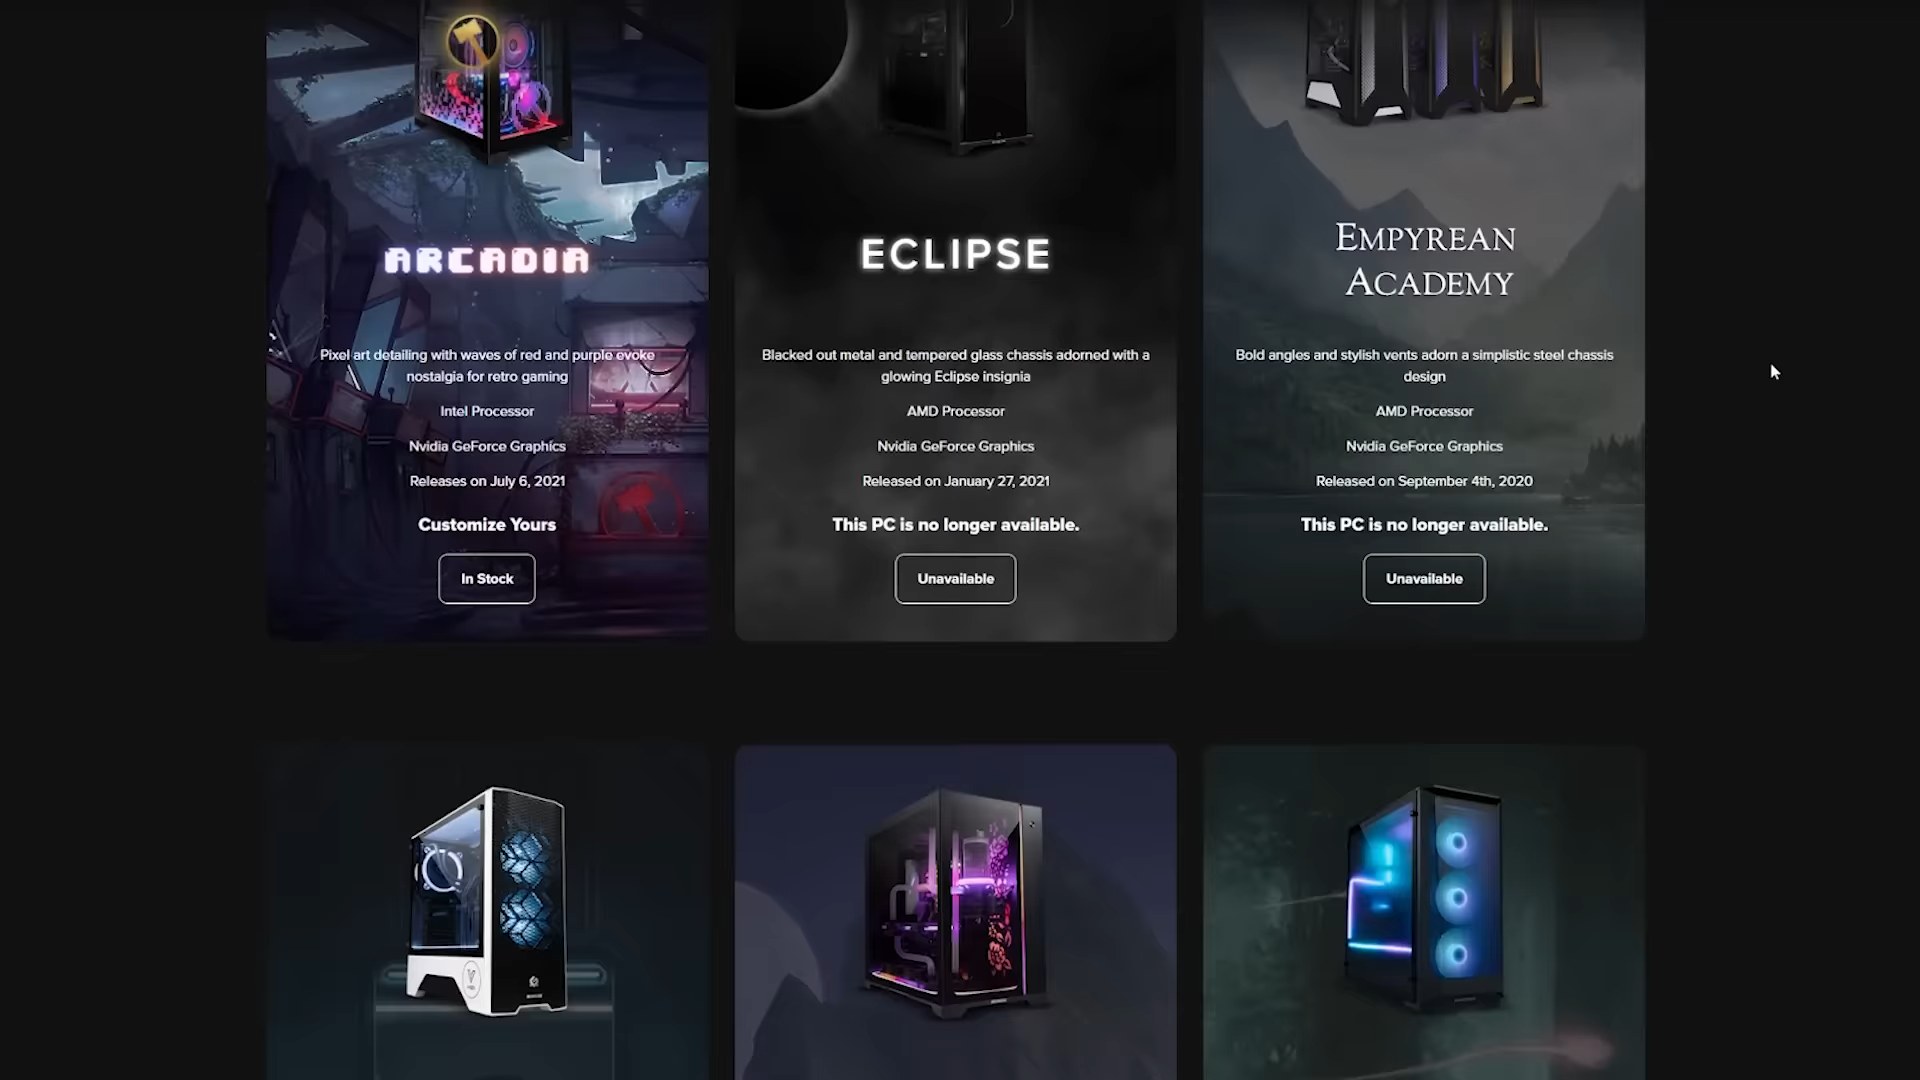 ARCADIA
Pixel art detailing with waves of red and purple evoke
nostalgia for retro gaming
Intel Processor
Nvidia GeForce Graphics
Releases on July 6, 2021
Customize Yours
In Stock
ECLIPSE
Blacked out metal and tempered glass chassis adorned with a
glowing Eclipse insignia
AMD Processor
Nvidia GeForce Graphics
Released on January 27, 2021
This PC is no longer available.
Unavailable
EMPYREAN
ACADEMY
Bold angles and stylish vents adorn a simplistic steel chassis
design
AMD Processor
Nvidia GeForce Graphics
Released on September 4th, 2020
This PC is no longer available.
Unavailable